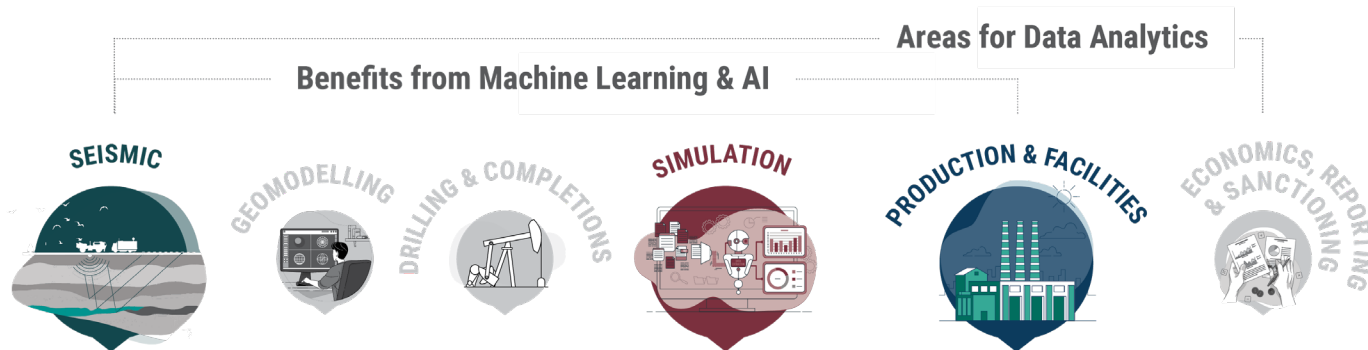 Areas for Data Analytics
Benefits from Machine Learning & AI
SEISMIC
GEOMODELLING
DRILLING & COMPLETIONS
SIMULATION
PRODUCTION & FACILITIES
ECONOMICS, REPORTING
& SANCTIONING